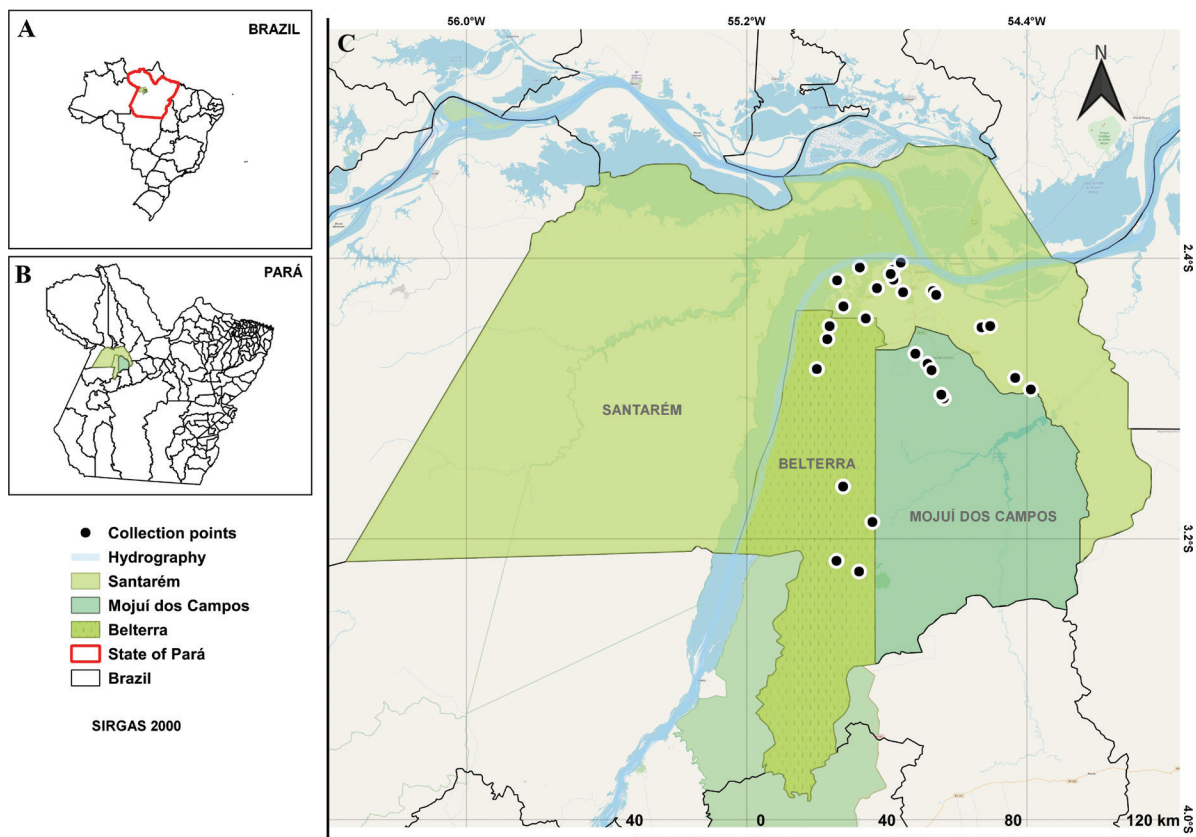 A
BRAZIL
B
PARÁ
Collection points
Hydrography
Santarém
Mojuí dos Campos
Belterra
State of Pará
Brazil
SIRGAS 2000
56.0°W
55.2°W
54.4°W
C
N
2.4°S
SANTARÉM
BELTERRA
MOJUÍ DOS CAMPOS
3.2°S
40
0
40
80
120 km
4.0°S